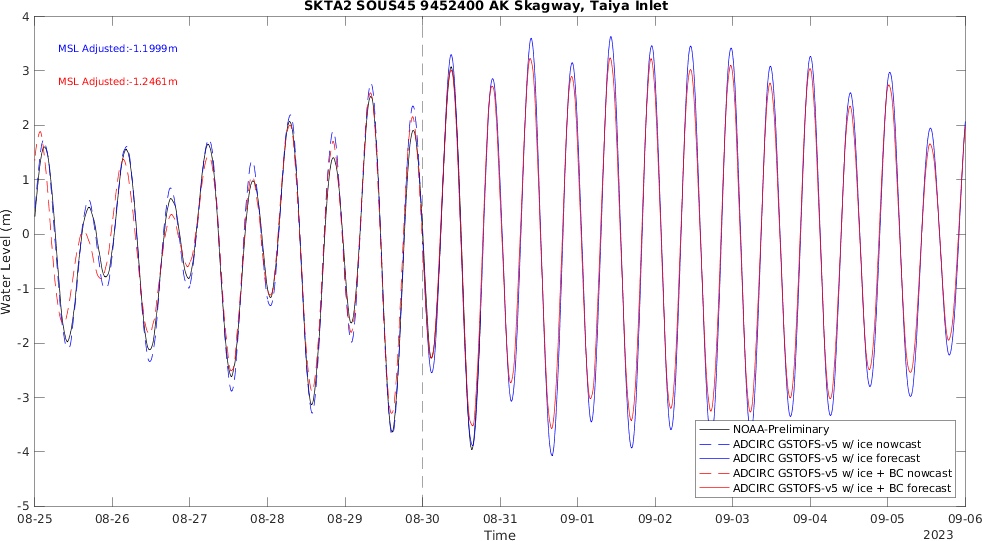 SKTA2 SOUS45 9452400 AK Skagway, Taiya Inlet
MSL Adjusted:-1.1999m
MSL Adjusted:-1.2461m
Water Level (m)
4
3
2
1
0
-1
-2
-3
-4
-5
NOAA-Preliminary
ADCIRC GSTOFS-v5 w/ ice nowcast
ADCIRC GSTOFS-v5 w/ ice forecast
ADCIRC GSTOFS-v5 w/ ice + BC nowcast
ADCIRC GSTOFS-v5 w/ ice + BC forecast
08-25 08-26 08-27 08-28 08-29 08-30 08-31 09-01 09-02 09-03 09-04 09-05 09-06
Time
2023